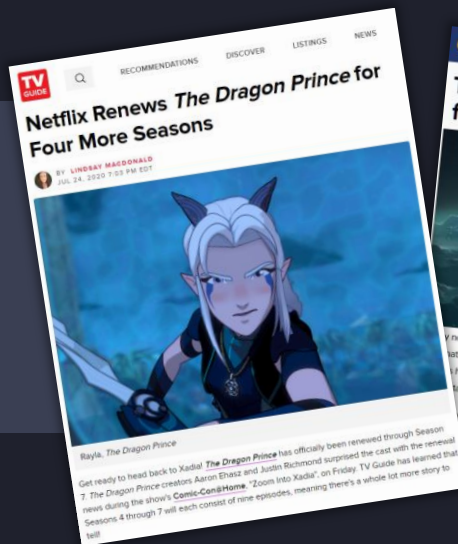 TV
GUIDE
RECOMMENDATIONS
DISCOVER
LISTINGS
NEWS
Netflix Renews The Dragon Prince for
Four More Seasons
BY LINDSAY MACDONALD
JUL 24, 2020 7:03 PM EDT
Rayla, The Dragon Prince
Get ready to head back to Xadia! The Dragon Prince has officially been renewed through Season
7. The Dragon Prince creators Aaron Ehasz and Justin Richmond surprised the cast with the renewal
news during the show's Comic-Con@Home, "Zoom Into Xadia", on Friday. TV Guide has learned that
Seasons 4 through 7 will each consist of nine episodes, meaning there's a whole lot more story to
tell!